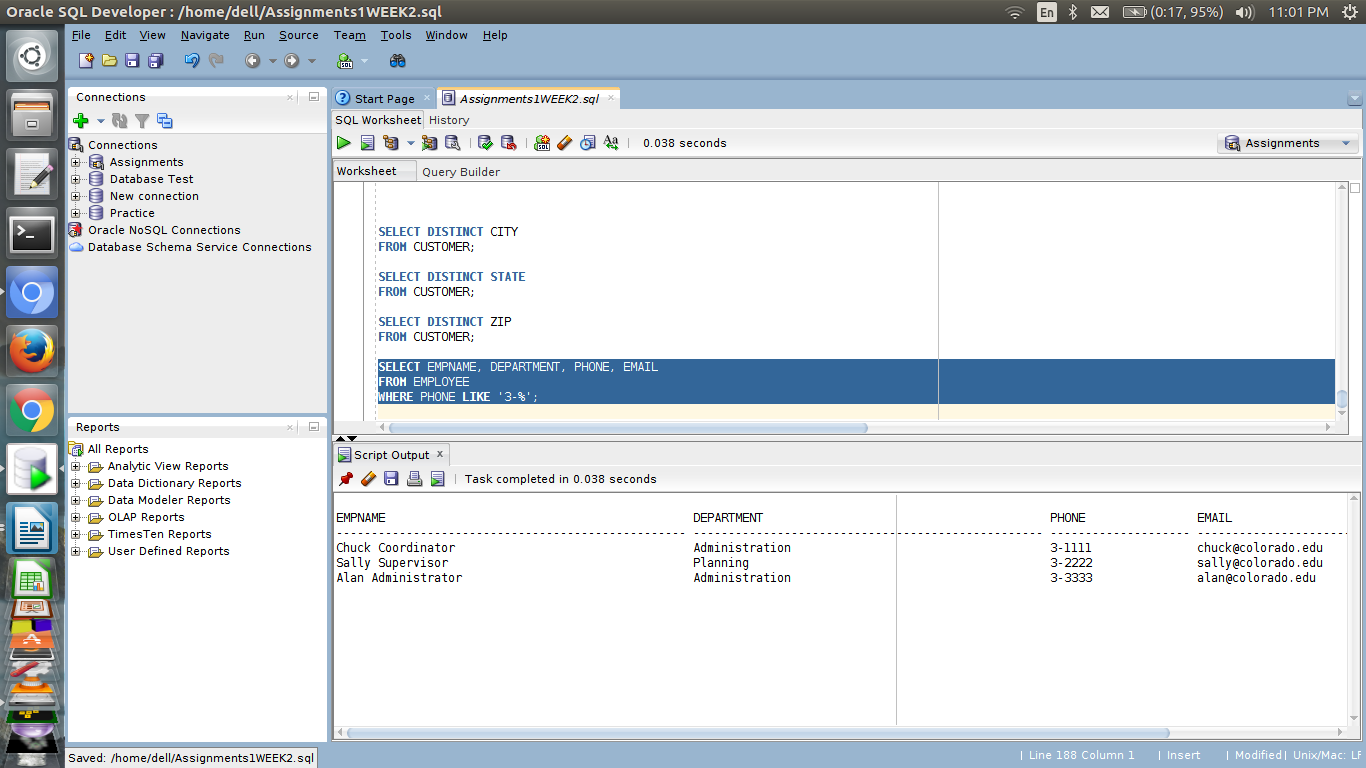 Oracle SQL Developer : /home/dell/Assignments1WEEK2.sql
En (0:17, 95%) 11:01 PM
File Edit View Navigate Run Source Team Tools Window Help
SQL
Connections
Connections
Assignments
Database Test
New connection
Practice
Oracle NoSQL Connections
Database Schema Service Connections
Reports
All Reports
Analytic View Reports
Data Dictionary Reports
Data Modeler Reports
OLAP Reports
TimesTen Reports
User Defined Reports
Start Page Assignments1WEEK2.sql
SQL Worksheet History
SQL Aa 0.038 seconds Assignments
Worksheet Query Builder
SELECT DISTINCT CITY
FROM CUSTOMER;
SELECT DISTINCT STATE
FROM CUSTOMER;
SELECT DISTINCT ZIP
FROM CUSTOMER;
SELECT EMPNAME, DEPARTMENT, PHONE, EMAIL
FROM EMPLOYEE
WHERE PHONE LIKE '3-%';
Script Output x
Task completed in 0.038 seconds
EMPNAME DEPARTMENT PHONE EMAIL
Chuck Coordinator Administration 3-1111 chuck@colorado.edu
Sally Supervisor Planning 3-2222 sally@colorado.edu
Alan Administrator Administration 3-3333 alan@colorado.edu
Saved: /home/dell/Assignments1WEEK2.sql
Line 188 Column 1 Insert Modified Unix/Mac: LF